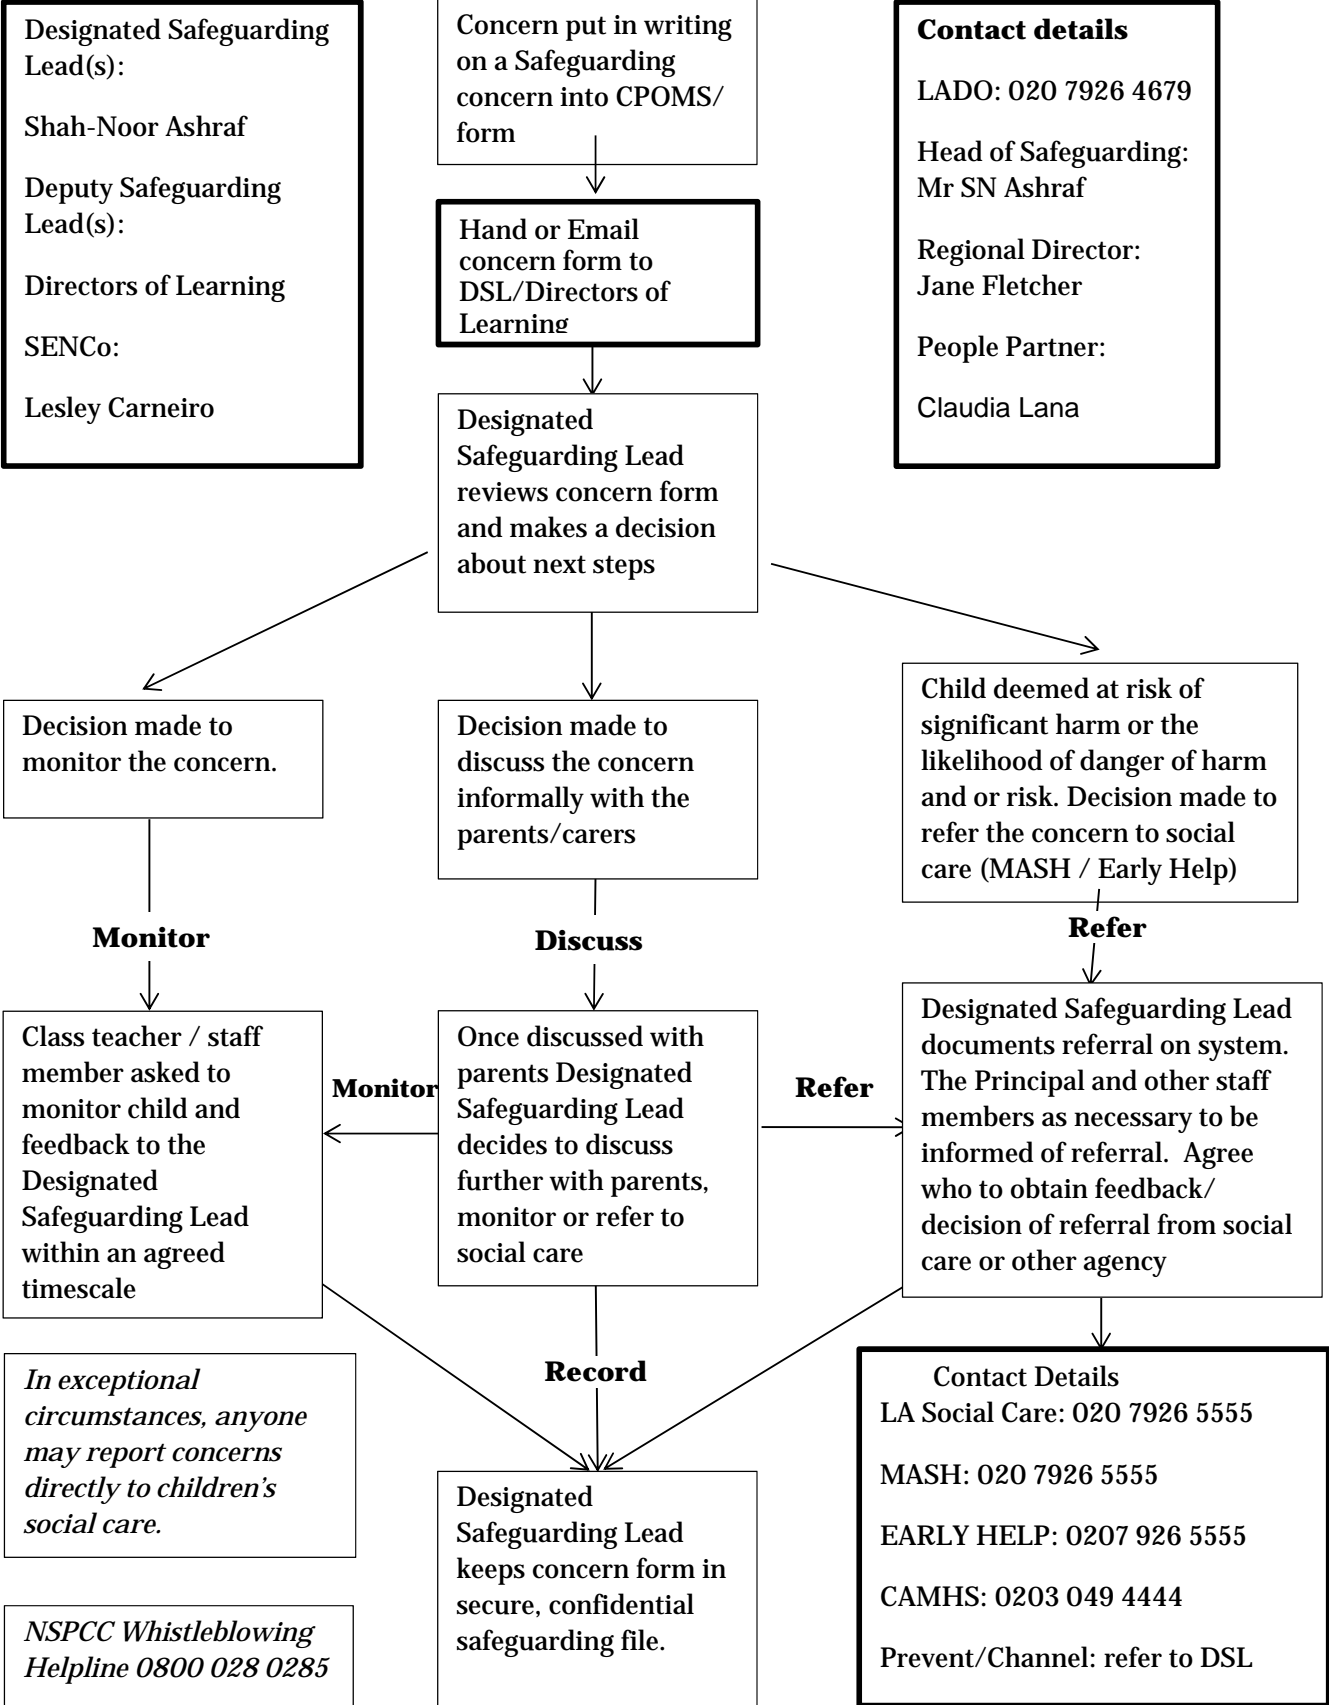 Designated Safeguarding
Lead(s):
Shah-Noor Ashraf
Deputy Safeguarding
Lead(s):
Directors of Learning
SENCo:
Lesley Carneiro
Concern put in writing
on a Safeguarding
concern into CPOMS/
form
Contact details
LADO: 020 7926 4679
Head of Safeguarding:
Mr SN Ashraf
Regional Director:
Jane Fletcher
People Partner:
Claudia Lana
Hand or Email
concern form to
DSL/Directors of
Learning
Designated
Safeguarding Lead
reviews concern form
and makes a decision
about next steps
Decision made to
monitor the concern.
Decision made to
discuss the concern
informally with the
parents/carers
Child deemed at risk of
significant harm or the
likelihood of danger of harm
and or risk. Decision made to
refer the concern to social
care (MASH / Early Help)
Monitor
Discuss
Refer
Class teacher / staff
member asked to
monitor child and
feedback to the
Designated
Safeguarding Lead
within an agreed
timescale
Monitor
Once discussed with
parents Designated
Safeguarding Lead
decides to discuss
further with parents,
monitor or refer to
social care
Refer
Designated Safeguarding Lead
documents referral on system.
The Principal and other staff
members as necessary to be
informed of referral.  Agree
who to obtain feedback/
decision of referral from social
care or other agency
In exceptional
circumstances, anyone
may report concerns
directly to children's
social care.
Record
Contact Details
LA Social Care: 020 7926 5555
MASH: 020 7926 5555
EARLY HELP: 0207 926 5555
CAMHS: 0203 049 4444
Prevent/Channel: refer to DSL
Designated
Safeguarding Lead
keeps concern form in
secure, confidential
safeguarding file.
NSPCC Whistleblowing
Helpline 0800 028 0285